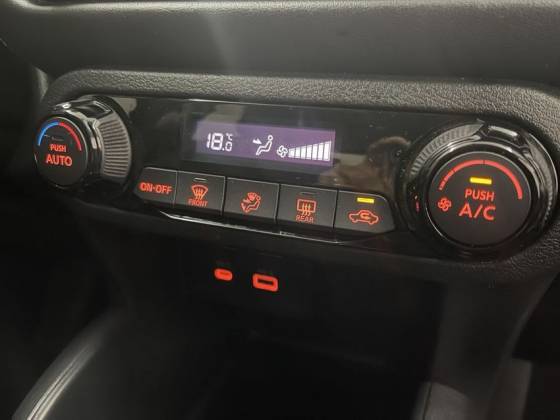 PUSH
AUTO
18.0 °C
ON·OFF
FRONT
REAR
PUSH
A/C